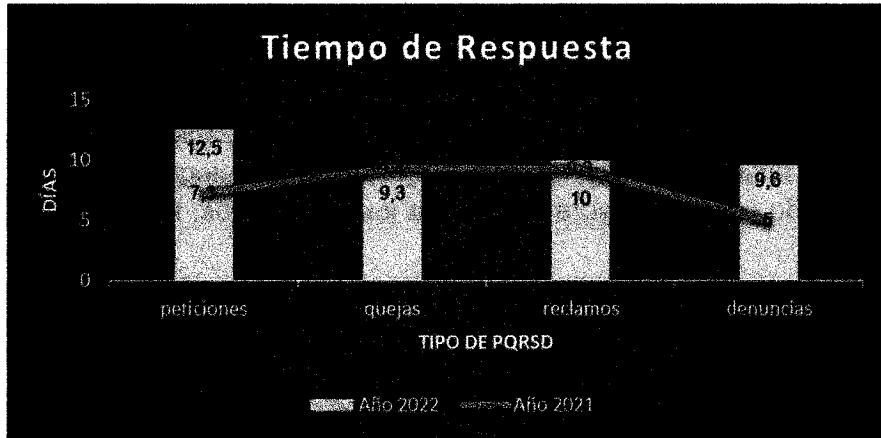 Tiempo de Respuesta
15
12,5
10
9,6
9,3
10
DÍAS
5
5
0
peticiones quejas reclamos denuncias
TIPO DE PQRSD
Año 2022 Año 2021